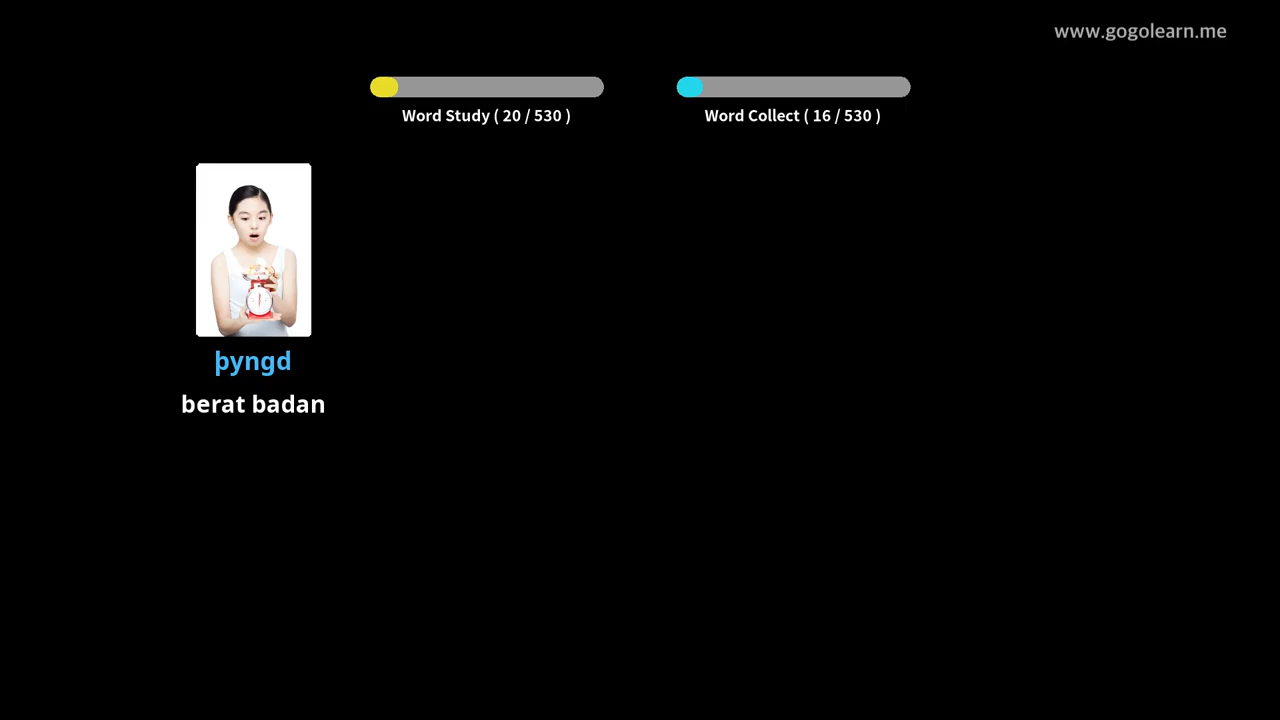 www.gogolearn.me
Word Study ( 20 / 530 )
Word Collect ( 16 / 530 )
þyngd
berat badan